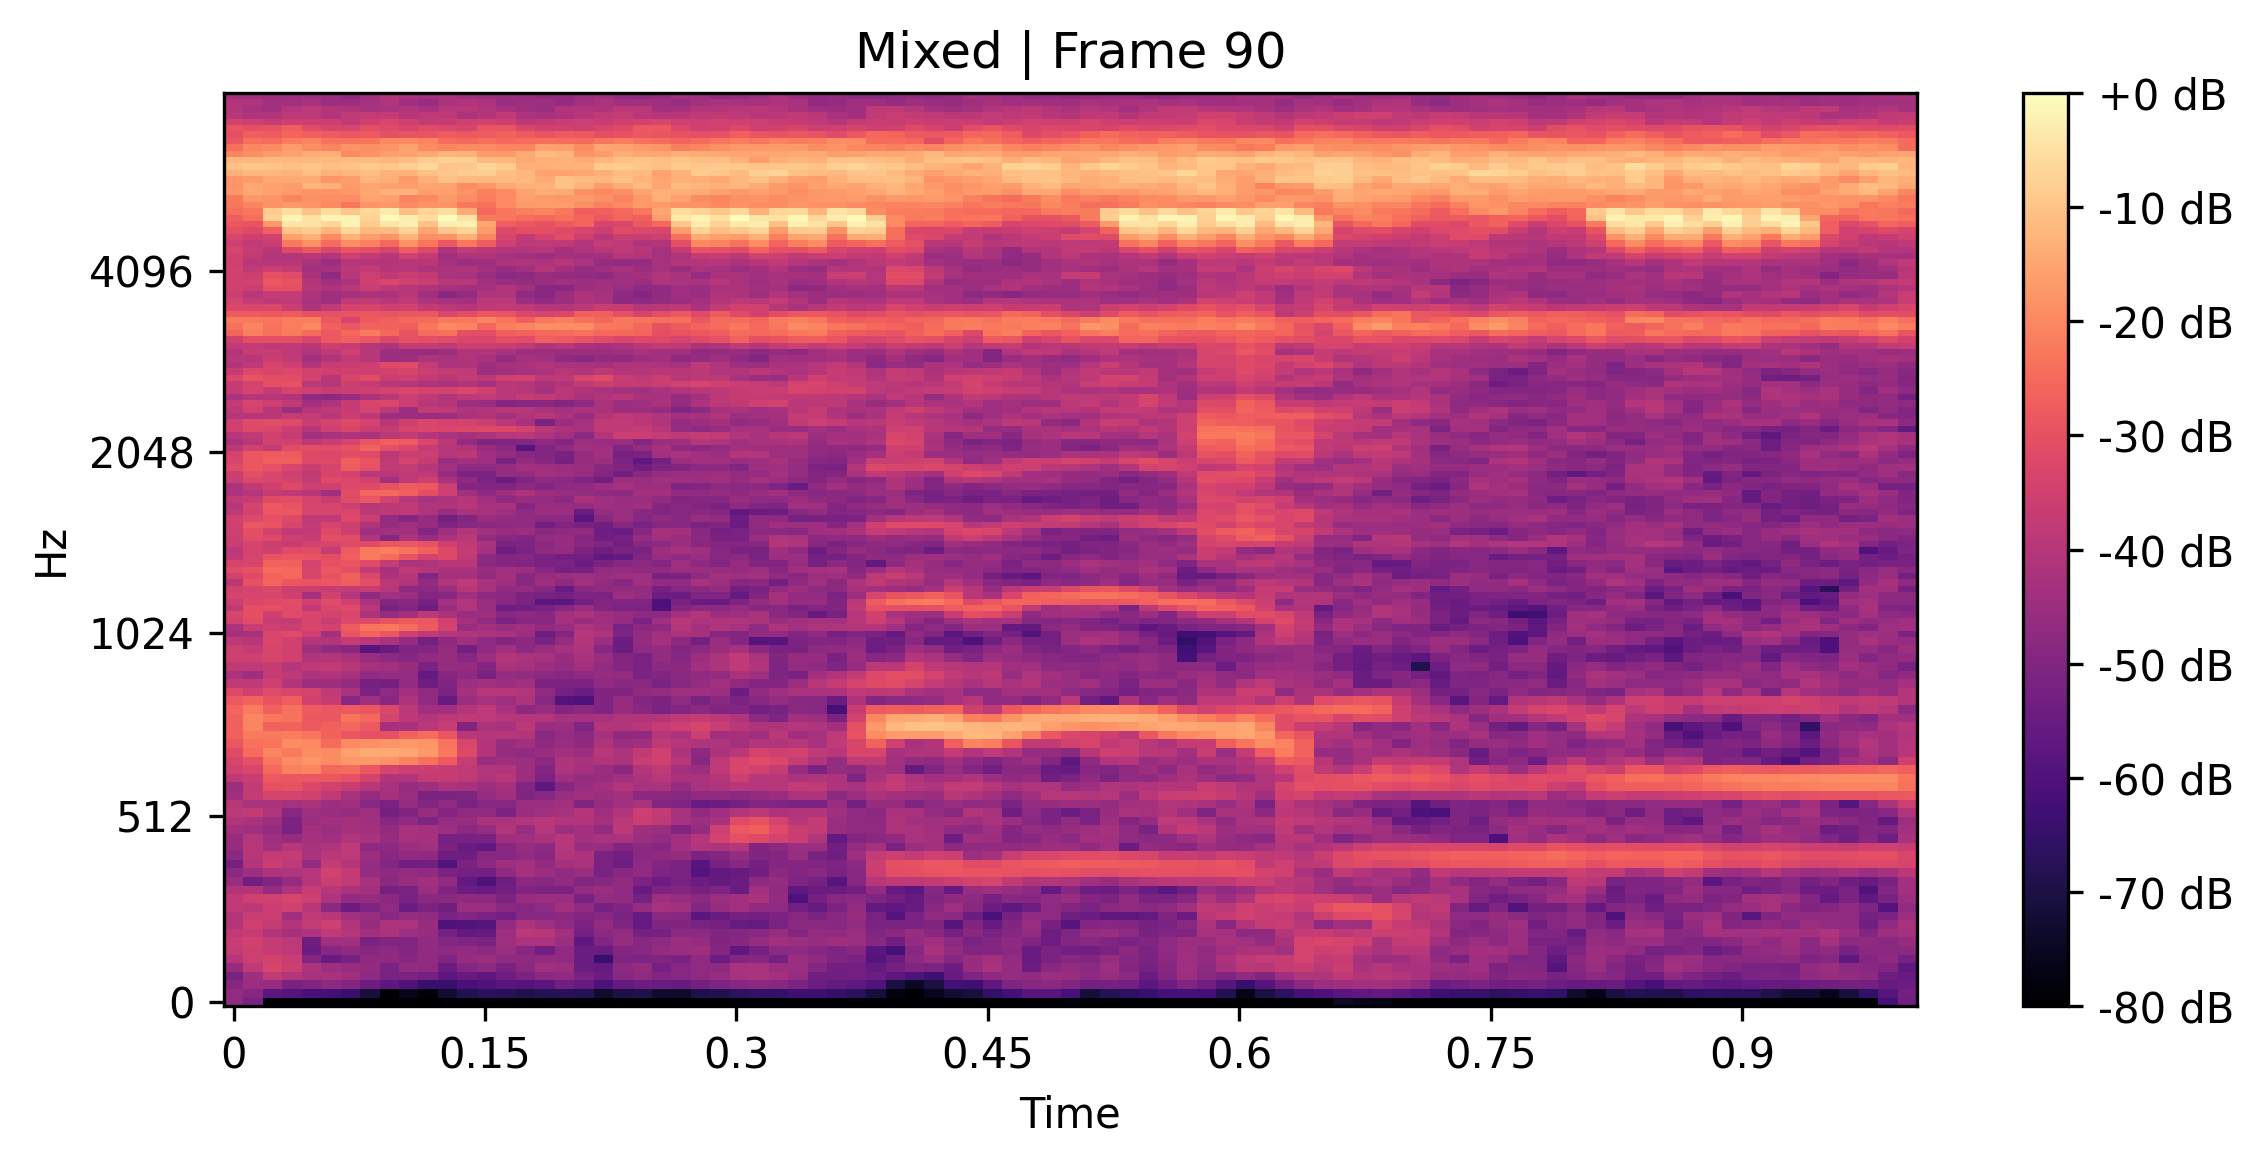 Mixed | Frame 90
Hz
4096
2048
1024
512
0
0 0.15 0.3 0.45 0.6 0.75 0.9
Time
+0 dB
-10 dB
-20 dB
-30 dB
-40 dB
-50 dB
-60 dB
-70 dB
-80 dB